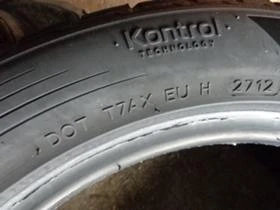 Kontrol
TECHNOLOGY
DOT T7AX EU H 2712